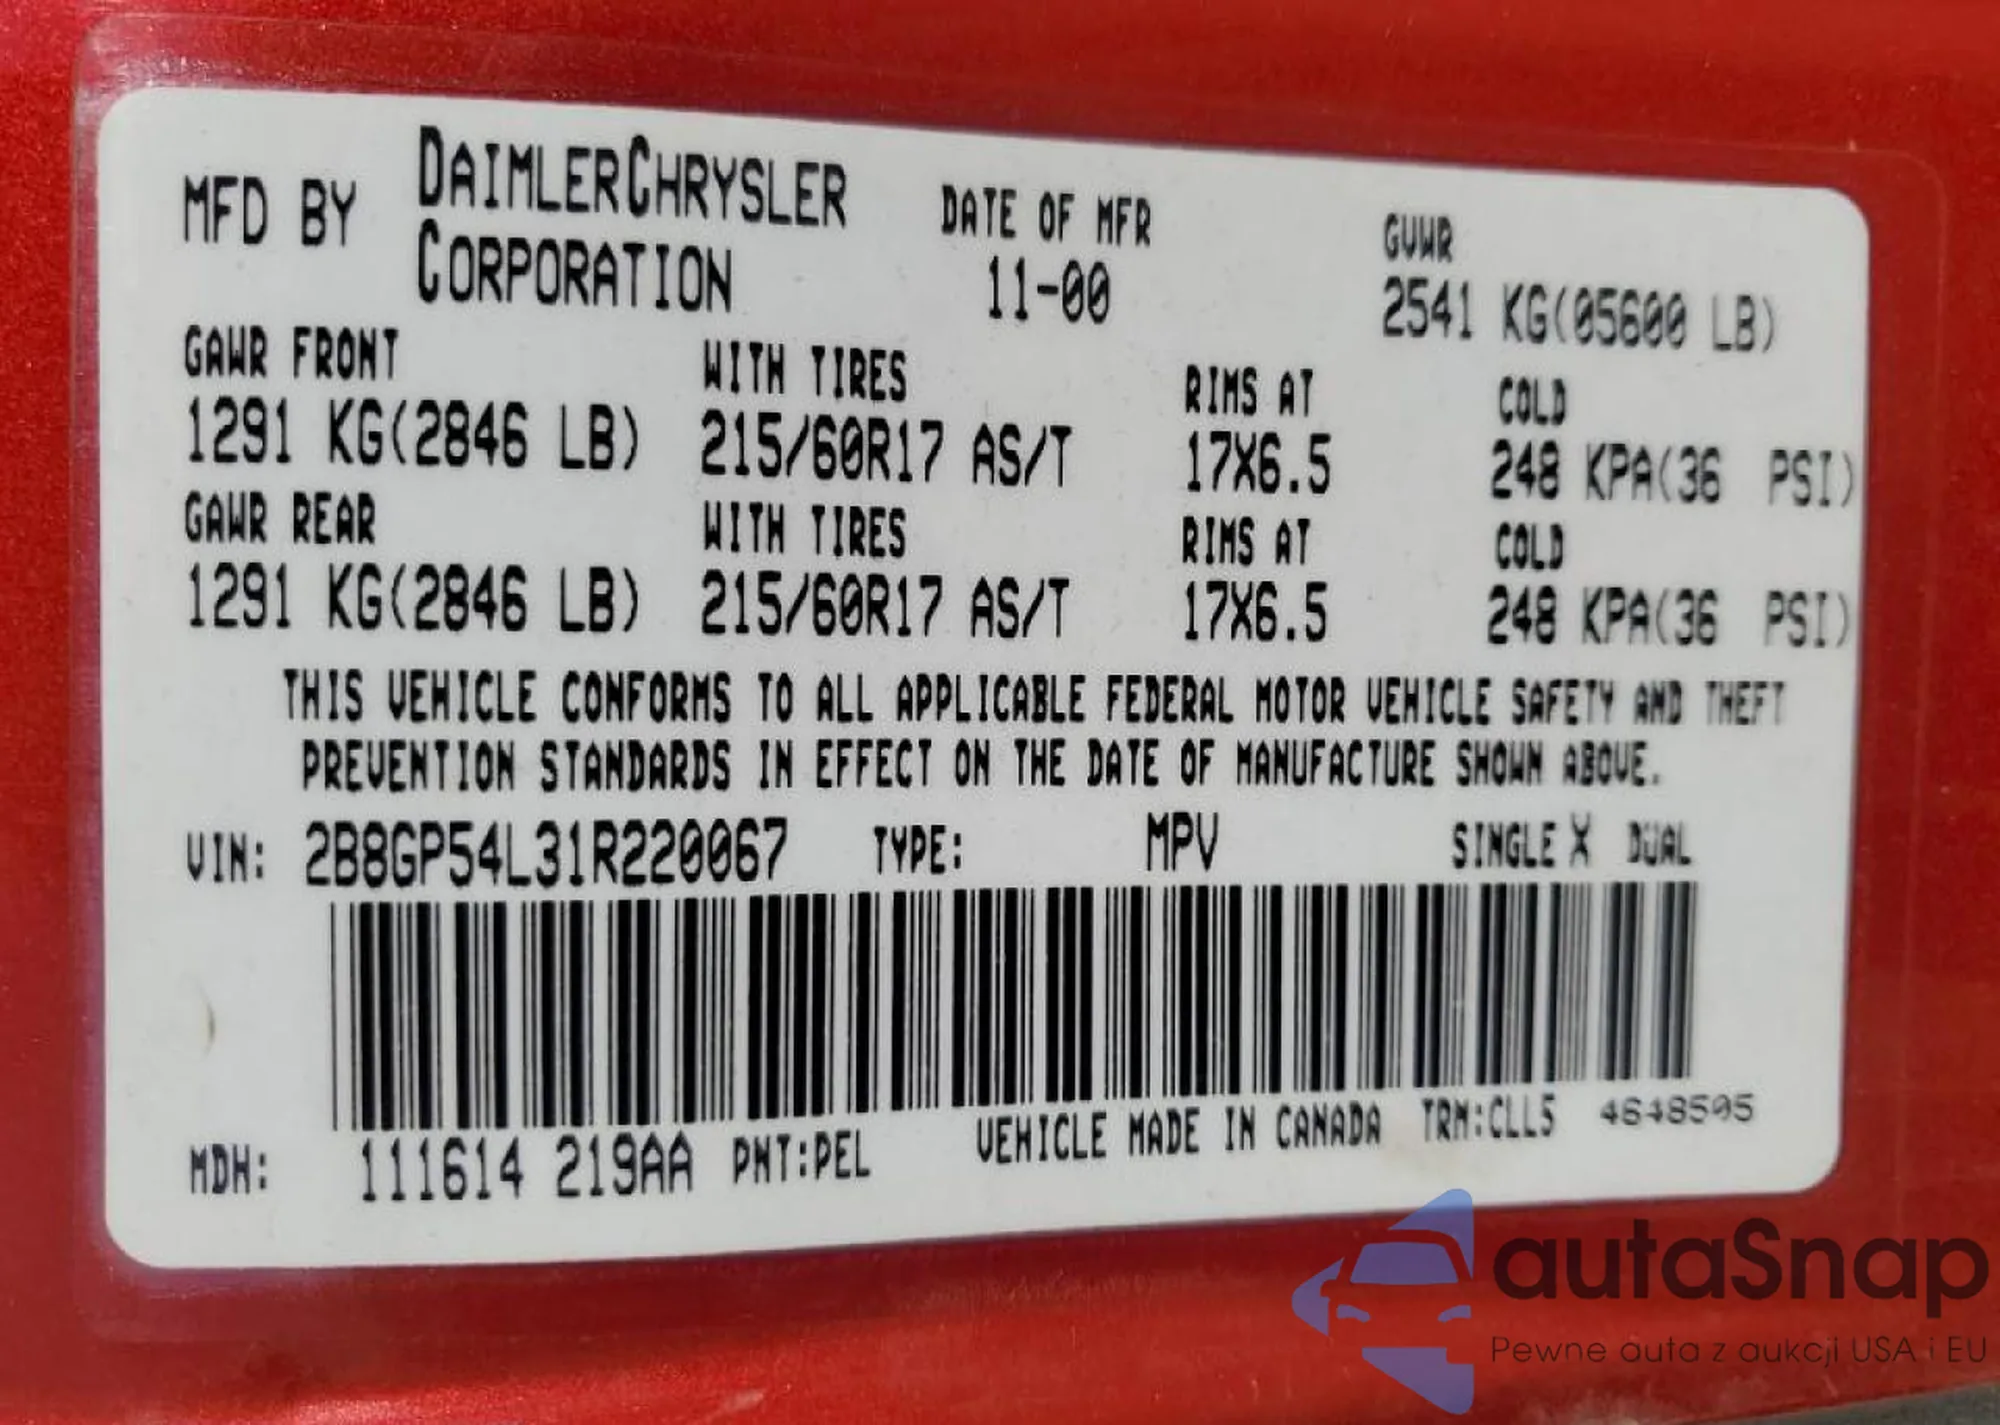 MFD BY DAIMLERCHRYSLER CORPORATION DATE OF MFR 11-00 GVWR 2541 KG(05600 LB)
GAWR FRONT WITH TIRES RIMS AT COLD
1291 KG(2846 LB) 215/60R17 AS/T 17X6.5 248 KPA(36 PSI)
GAWR REAR WITH TIRES RIMS AT COLD
1291 KG(2846 LB) 215/60R17 AS/T 17X6.5 248 KPA(36 PSI)
THIS VEHICLE CONFORMS TO ALL APPLICABLE FEDERAL MOTOR VEHICLE SAFETY AND THEFT
PREVENTION STANDARDS IN EFFECT ON THE DATE OF MANUFACTURE SHOWN ABOVE.
VIN: 2B8GP54L31R220067 TYPE: MPV SINGLE X DUAL
MDH: 111614 219AA PNT:PEL VEHICLE MADE IN CANADA TRM:CLL5 4648505
autaSnap
Pewne auta z aukcji USA i EU